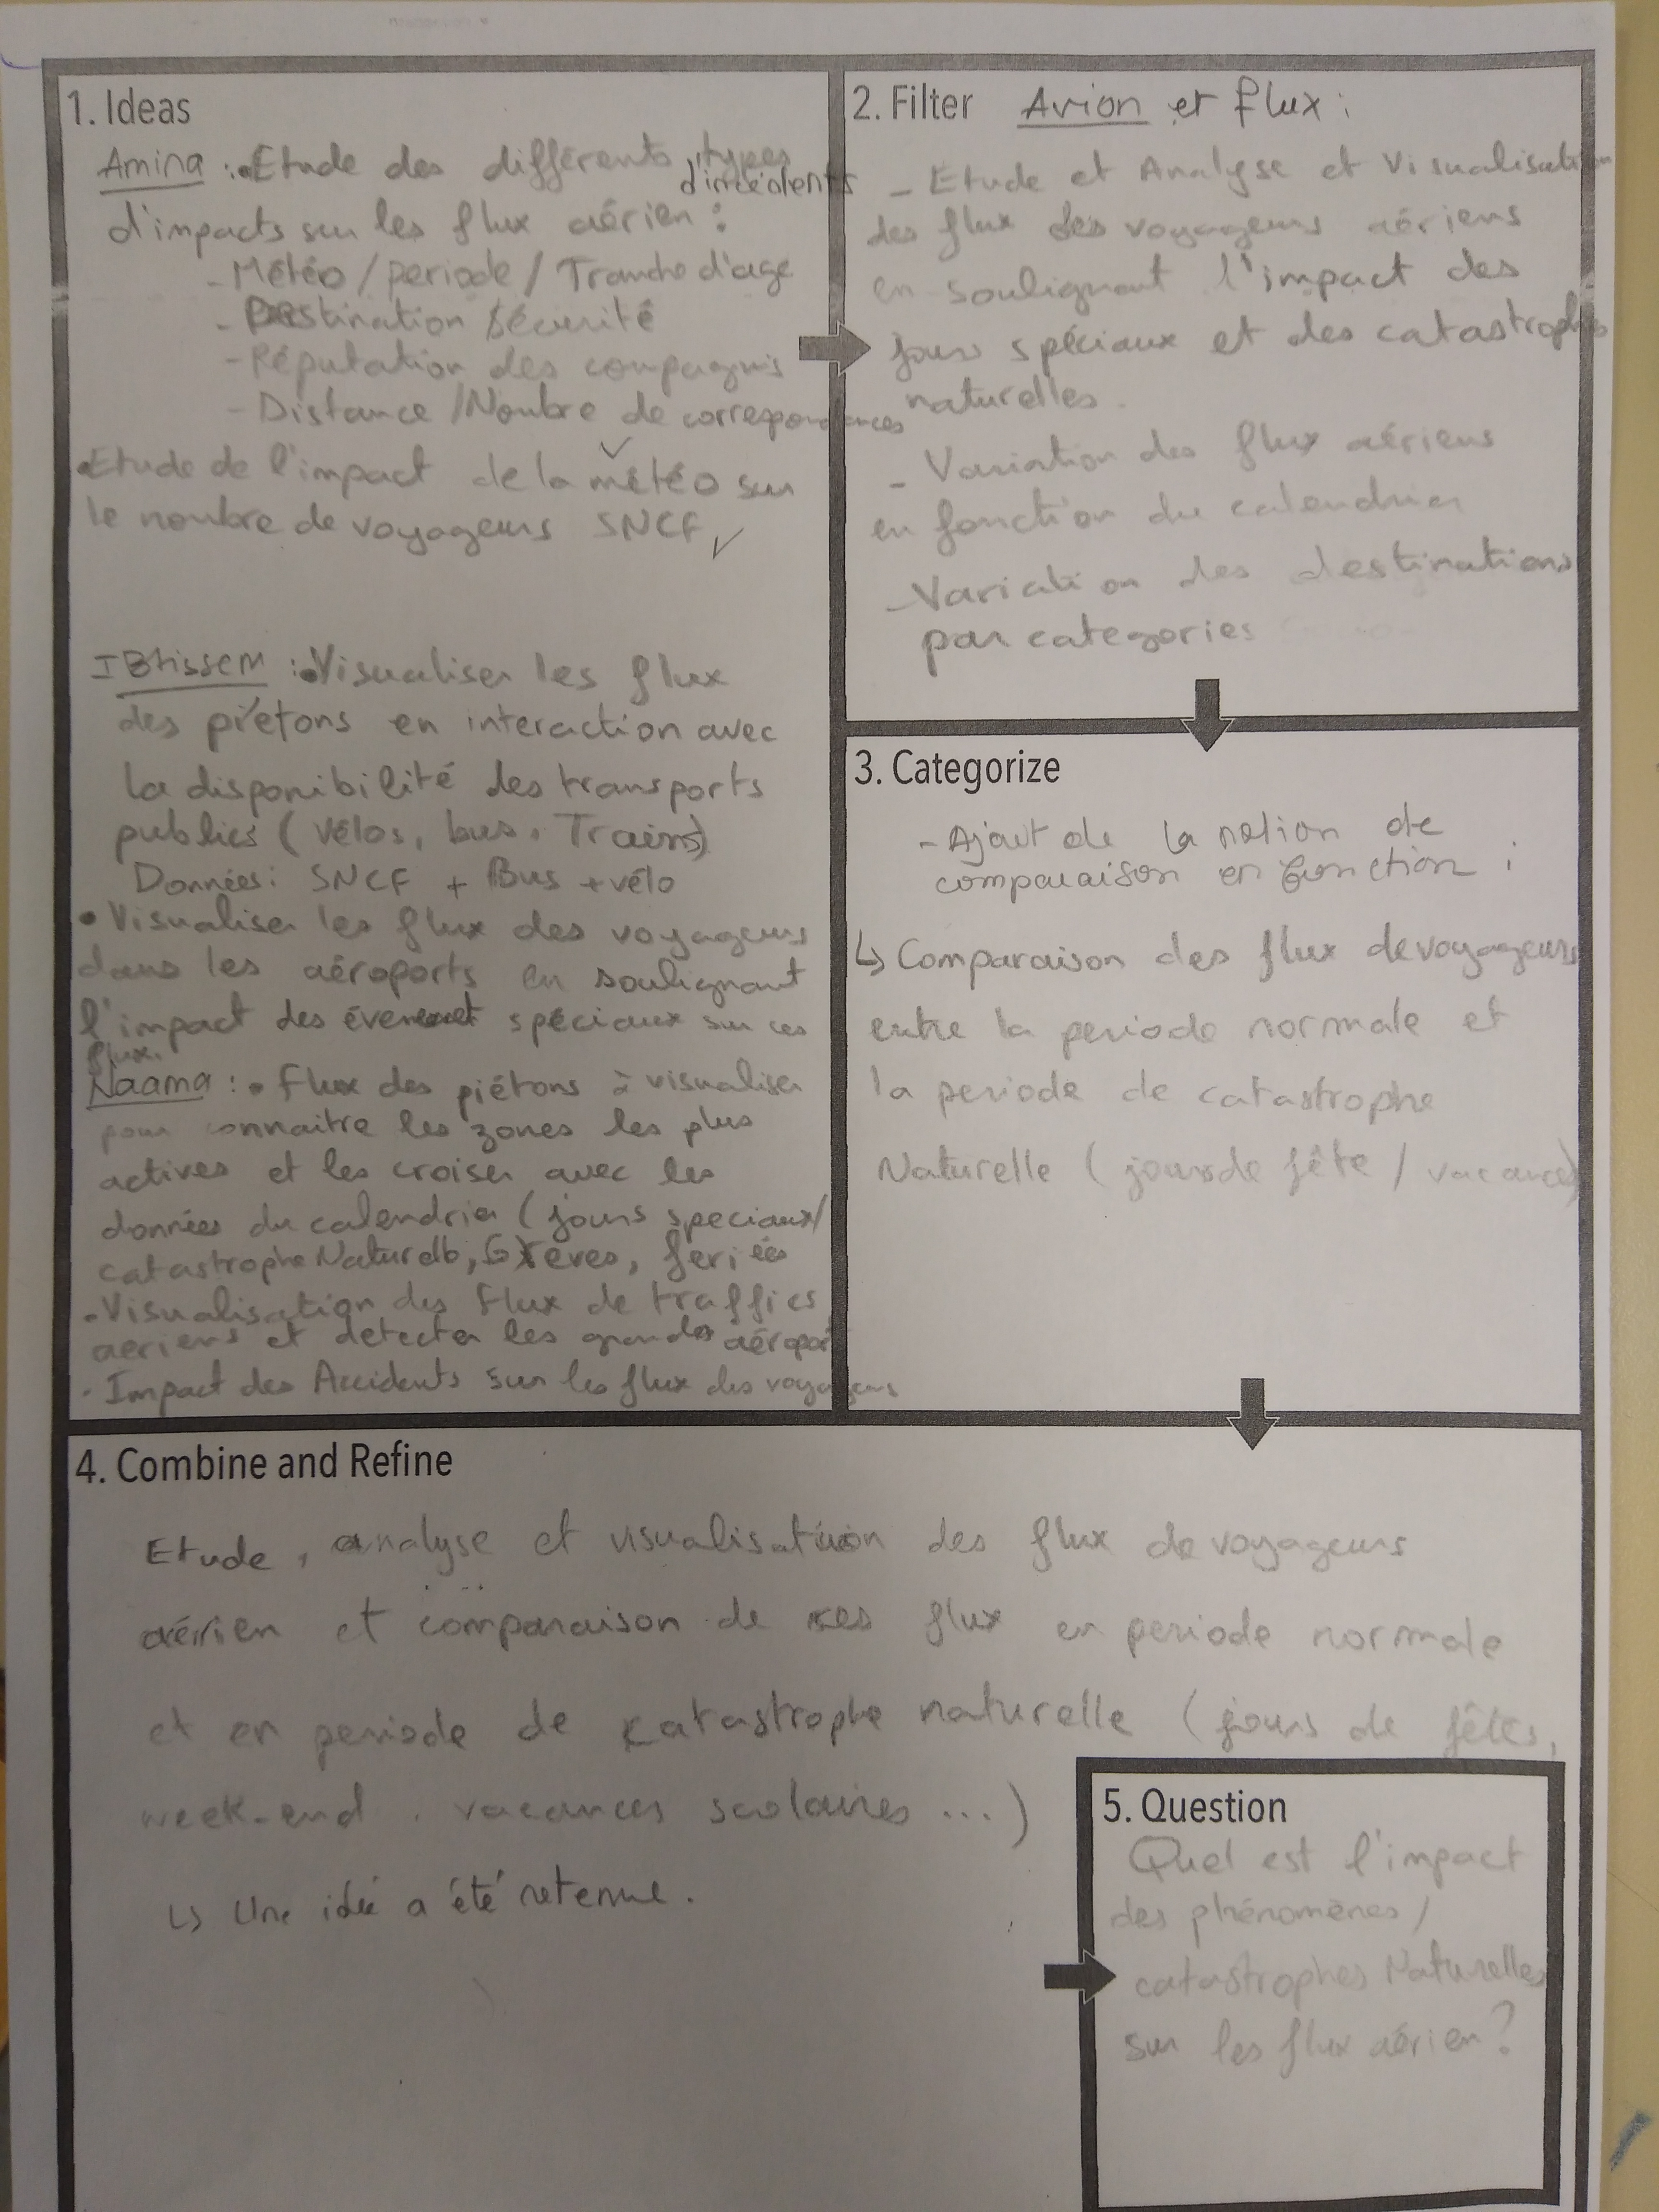 1. Ideas
Amina : • Etude des différents types
d'incidents
d'impacts sur les flux aérien :
- Météo / periode / Tranche d'age
- Destination / sécurité
- Réputation des compagnis
- Distance / Nombre de correspondances
• Etude de l'impact de la météo sur
le nombre de voyageurs SNCF
IBtissem : • Visualiser les flux
des piétons en interaction avec
la disponibilité des transports
publics ( vélos, bus, Trains)
Données : SNCF + Bus + vélo
• Visualiser les flux des voyageurs
dans les aéroports en soulignant
l'impact des évenement spéciaux sur ces
flux.
Naama : • Flux des piétons à visualiser
pour connaitre les zones les plus
actives et les croiser avec les
données du calendrier ( jours speciaux /
catastrophe Naturelle, Grèves, feriés
- Visualisation des flux de traffics
aeriens et detecter les grands aéropor
- Impact des Accidents sur les flux des voyageurs
2. Filter Avion et flux :
- Etude et Analyse et Visualisation
des flux des voyageurs aériens
en soulignant l'impact des
jours spéciaux et des catastrophes
naturelles.
- Variation des flux aériens
en fonction du calendrier
- Variation des destinations
par categories
3. Categorize
- Ajout de la notion de
comparaison en fonction :
↳ Comparaison des flux de voyageurs
entre la periode normale et
la periode de catastrophe
Naturelle ( jours de fête / vacances)
4. Combine and Refine
Etude, analyse et visualisation des flux de voyageurs
aérien et comparaison de ces flux en periode normale
et en periode de catastrophe naturelle ( jours de fêtes,
week-end, vacances scolaires ... )
↳ Une idée a été retenue.
5. Question
Quel est l'impact
des phénomènes /
catastrophes Naturelles
sur les flux aérien ?